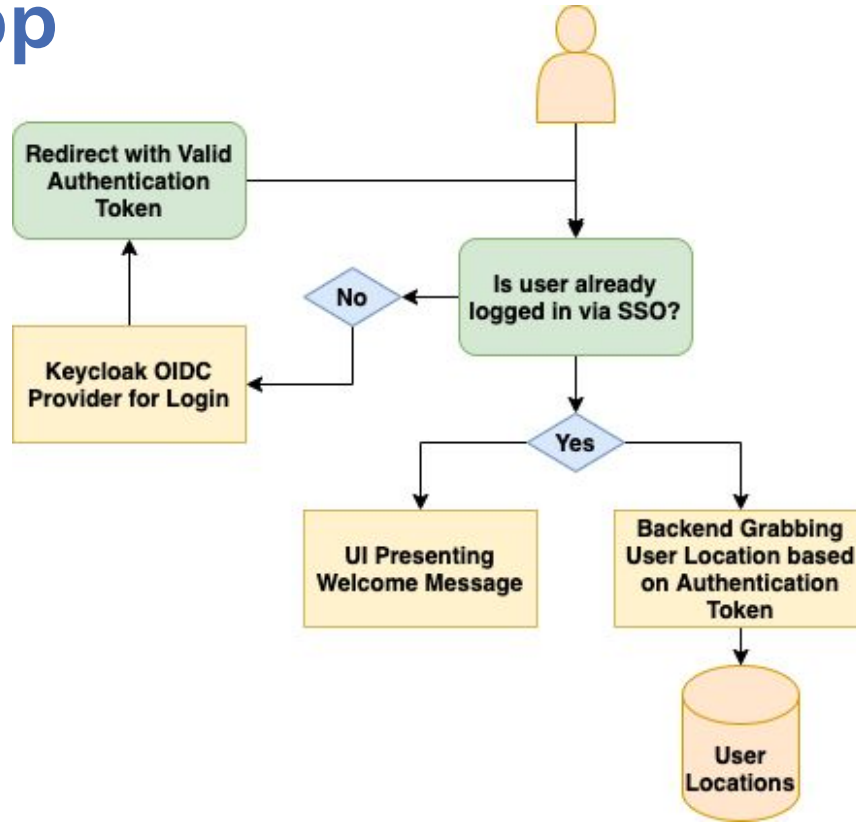 Redirect with Valid
Authentication
Token
Is user already
logged in via SSO?
No
Keycloak OIDC
Provider for Login
Yes
UI Presenting
Welcome Message
Backend Grabbing
User Location based
on Authentication
Token
User
Locations